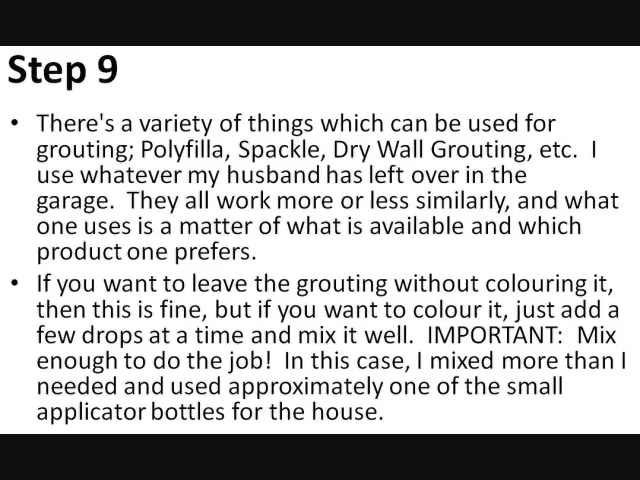 Step 9
• There's a variety of things which can be used for
grouting; Polyfilla, Spackle, Dry Wall Grouting, etc.  I
use whatever my husband has left over in the
garage.  They all work more or less similarly, and what
one uses is a matter of what is available and which
product one prefers.
• If you want to leave the grouting without colouring it,
then this is fine, but if you want to colour it, just add a
few drops at a time and mix it well.  IMPORTANT:  Mix
enough to do the job!  In this case, I mixed more than I
needed and used approximately one of the small
applicator bottles for the house.